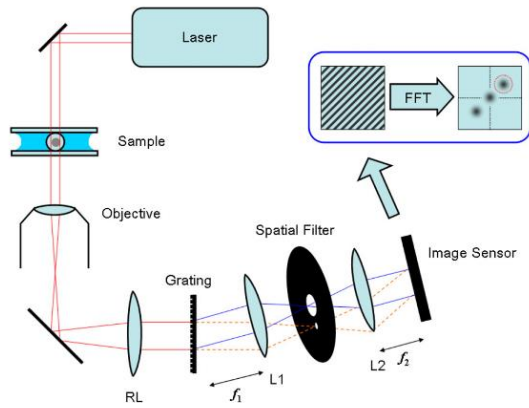 Laser
FFT
Sample
Objective
Spatial Filter
Image Sensor
Grating
L1
L2
f₁
f₂
RL